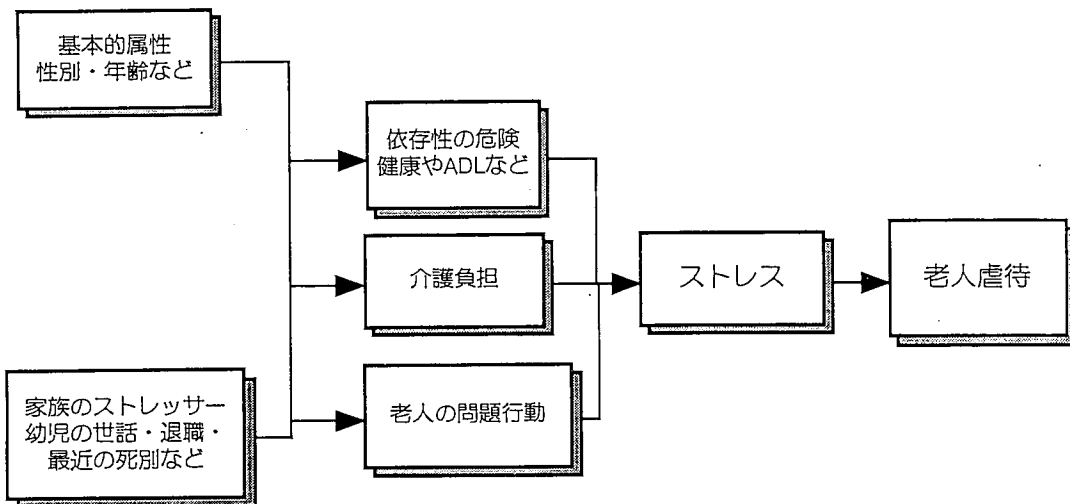 基本的属性
性別・年齢など
依存性の危険
健康やADLなど
介護負担
ストレス
老人虐待
家族のストレッサー
幼児の世話・退職・
最近の死別など
老人の問題行動